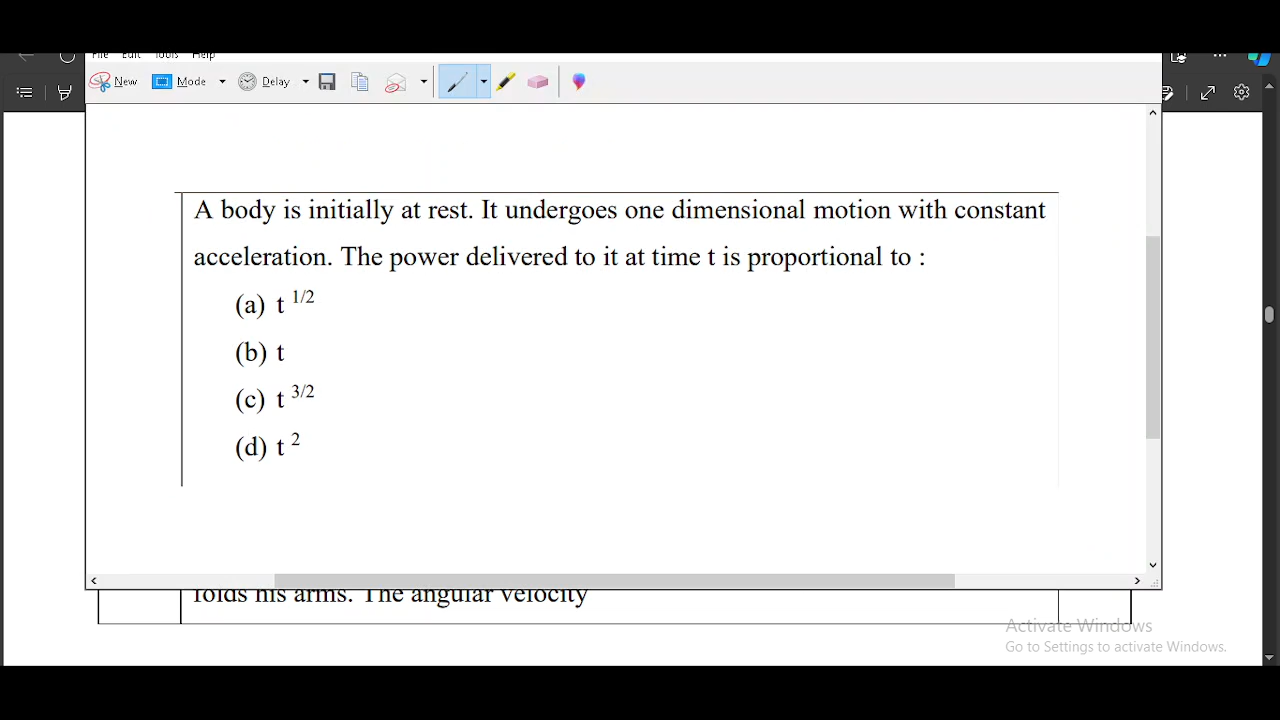 File Edit Tools Help
New Mode Delay
A body is initially at rest. It undergoes one dimensional motion with constant
acceleration. The power delivered to it at time t is proportional to :
(a) t 1/2
(b) t
(c) t 3/2
(d) t 2
folds his arms. The angular velocity
Activate Windows
Go to Settings to activate Windows.